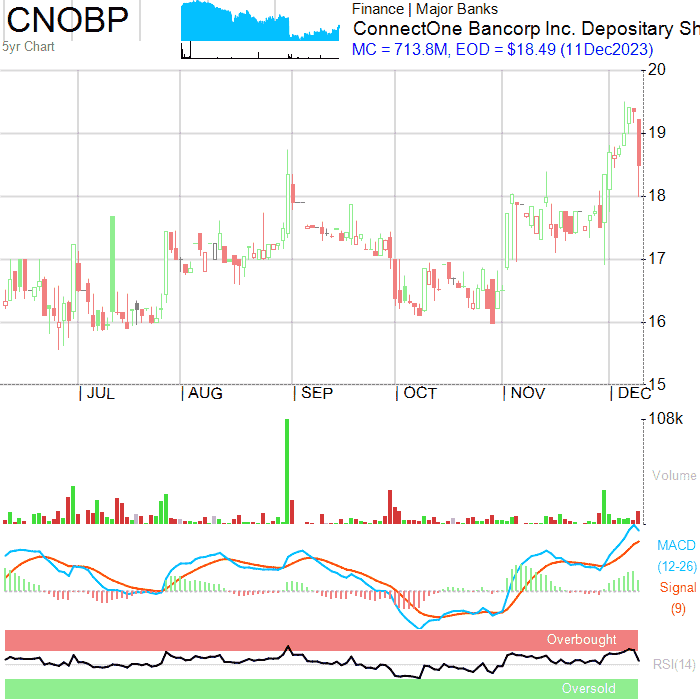 CNOBP
5yr Chart
Finance | Major Banks
ConnectOne Bancorp Inc. Depositary Sh
MC = 713.8M, EOD = $18.49 (11Dec2023)
20
19
18
17
16
15
| JUL | AUG | SEP | OCT | NOV | DEC
108k
Volume
MACD
(12-26)
Signal
(9)
Overbought
RSI(14)
Oversold